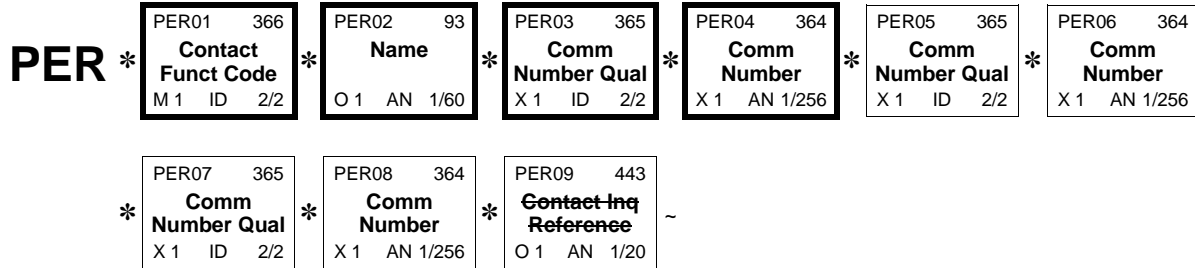 PER01 366 PER02 93 PER03 365 PER04 364 PER05 365 PER06 364
PER * Contact * Name * Comm * Comm * Comm * Comm
Funct Code Number Qual Number Number Qual Number
M 1 ID 2/2 O 1 AN 1/60 X 1 ID 2/2 X 1 AN 1/256 X 1 ID 2/2 X 1 AN 1/256
PER07 365 PER08 364 PER09 443
* Comm * Comm * Contact Inq ~
Number Qual Number Reference
X 1 ID 2/2 X 1 AN 1/256 O 1 AN 1/20